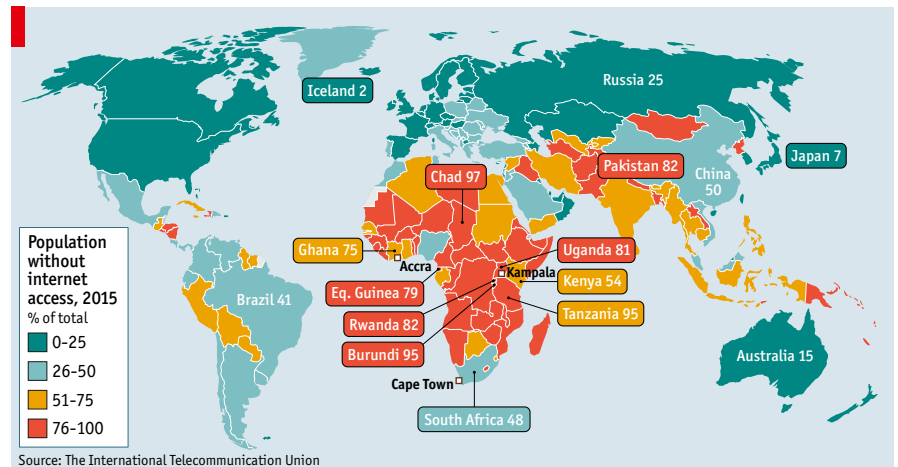 Iceland 2
Russia 25
Japan 7
Pakistan 82
China
50
Chad 97
Ghana 75
Accra
Uganda 81
Kampala
Kenya 54
Eq. Guinea 79
Rwanda 82
Tanzania 95
Burundi 95
Brazil 41
Australia 15
Cape Town
South Africa 48
Population
without
internet
access, 2015
% of total
0-25
26-50
51-75
76-100
Source: The International Telecommunication Union